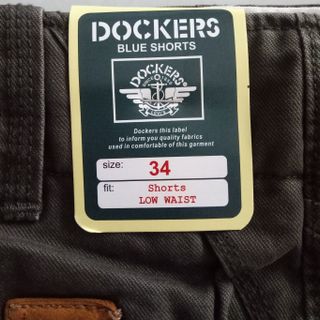 DOCKERS
BLUE SHORTS
DOCKERS
Dockers this label
to inform you quality fabrics
used in comfortable of this garment
size: 34
fit: Shorts
LOW WAIST